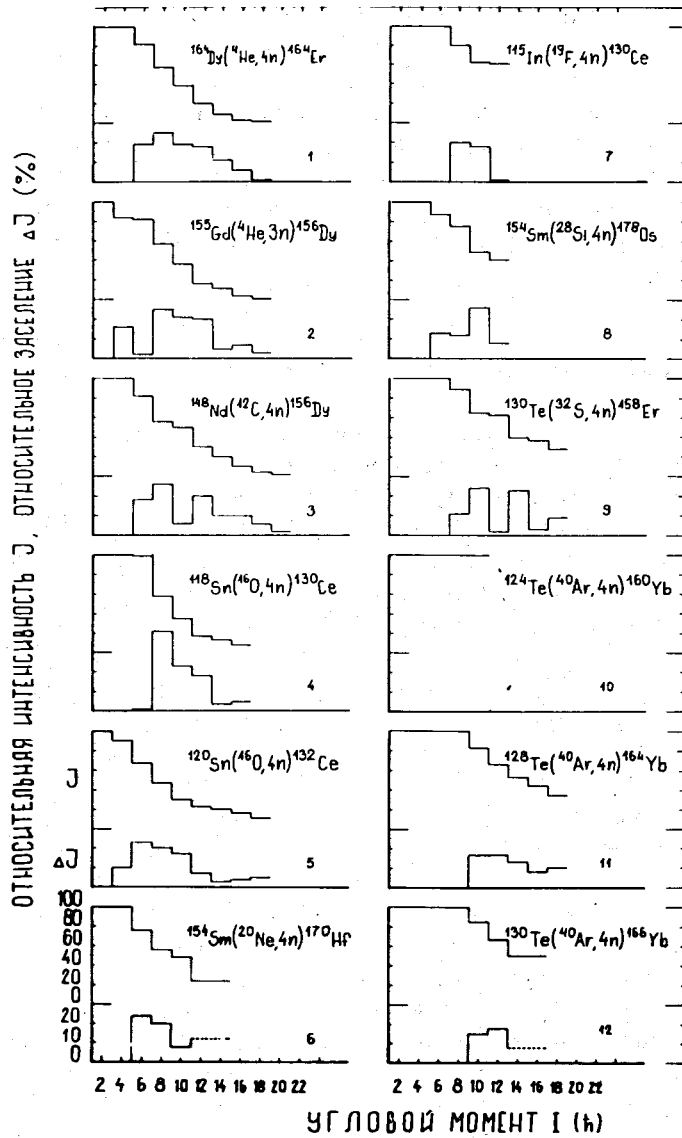 ОТНОСИТЕЛЬНАЯ ИНТЕНСИВНОСТЬ J, ОТНОСИТЕЛЬНОЕ ЗАСЕЛЕНИЕ ΔJ (%)
¹⁶⁴Dy(⁴He,4n)¹⁶⁴Er
1
¹⁵⁵Gd(⁴He,3n)¹⁵⁶Dy
2
¹⁴⁸Nd(¹²C,4n)¹⁵⁶Dy
3
¹¹⁸Sn(¹⁶O,4n)¹³⁰Ce
4
¹²⁰Sn(¹⁶O,4n)¹³²Ce
J
ΔJ
5
¹⁵⁴Sm(²⁰Ne,4n)¹⁷⁰Hf
100
80
60
40
20
0
20
10
0
6
2 4 6 8 10 12 14 16 18 20 22
¹¹⁵In(¹⁹F,4n)¹³⁰Ce
7
¹⁵⁴Sm(²⁸Si,4n)¹⁷⁸Os
8
¹³⁰Te(³²S,4n)¹⁵⁸Er
9
¹²⁴Te(⁴⁰Ar,4n)¹⁶⁰Yb
10
¹²⁸Te(⁴⁰Ar,4n)¹⁶⁴Yb
11
¹³⁰Te(⁴⁰Ar,4n)¹⁶⁶Yb
12
2 4 6 8 10 12 14 16 18 20 22
УГЛОВОЙ МОМЕНТ I (ħ)